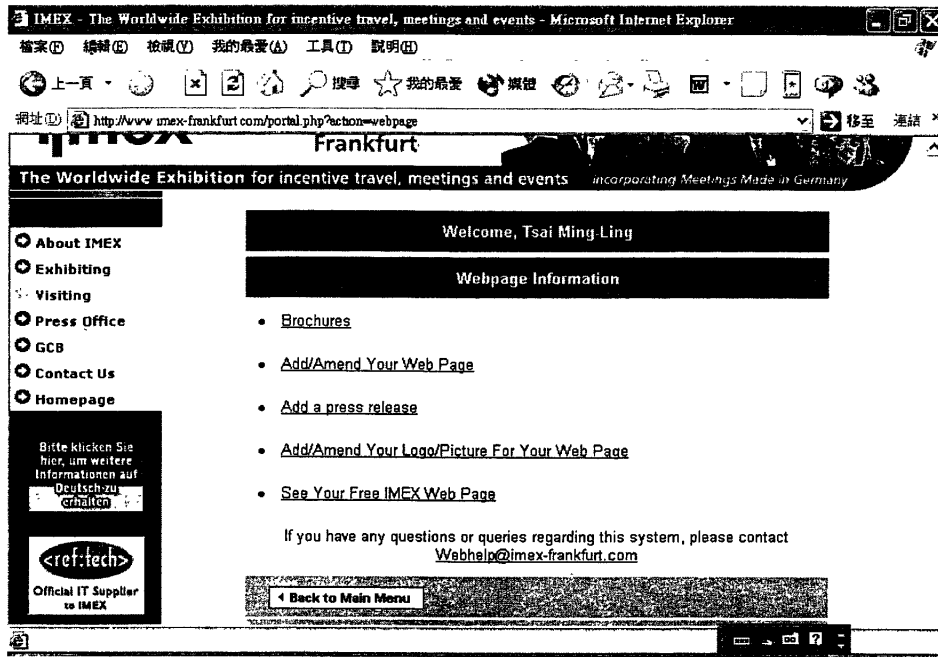 IMEX - The Worldwide Exhibition for incentive travel, meetings and events - Microsoft Internet Explorer
檔案(F) 編輯(E) 檢視(V) 我的最愛(A) 工具(T) 說明(H)
上一頁 搜尋 我的最愛 媒體
網址(D) http://www.imex-frankfurt.com/portal.php?action=webpage 移至 連結
imex Frankfurt
The Worldwide Exhibition for incentive travel, meetings and events incorporating Meetings Made in Germany
About IMEX
Exhibiting
Visiting
Press Office
GCB
Contact Us
Homepage
Bitte klicken Sie
hier, um weitere
Informationen auf
Deutsch zu
erhalten
<ref:tech>
Official IT Supplier
to IMEX
Welcome, Tsai Ming-Ling
Webpage Information
Brochures
Add/Amend Your Web Page
Add a press release
Add/Amend Your Logo/Picture For Your Web Page
See Your Free IMEX Web Page
If you have any questions or queries regarding this system, please contact
Webhelp@imex-frankfurt.com
Back to Main Menu